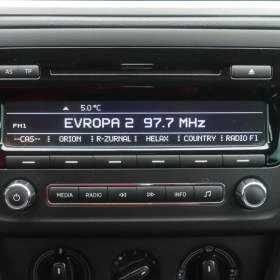 AS TP
▲ 5.0°C
FM1 EVROPA 2 97.7 MHz
--CAS-- ORION R-ZURNAL HELAX COUNTRY RADIO F1
MEDIA RADIO INFO